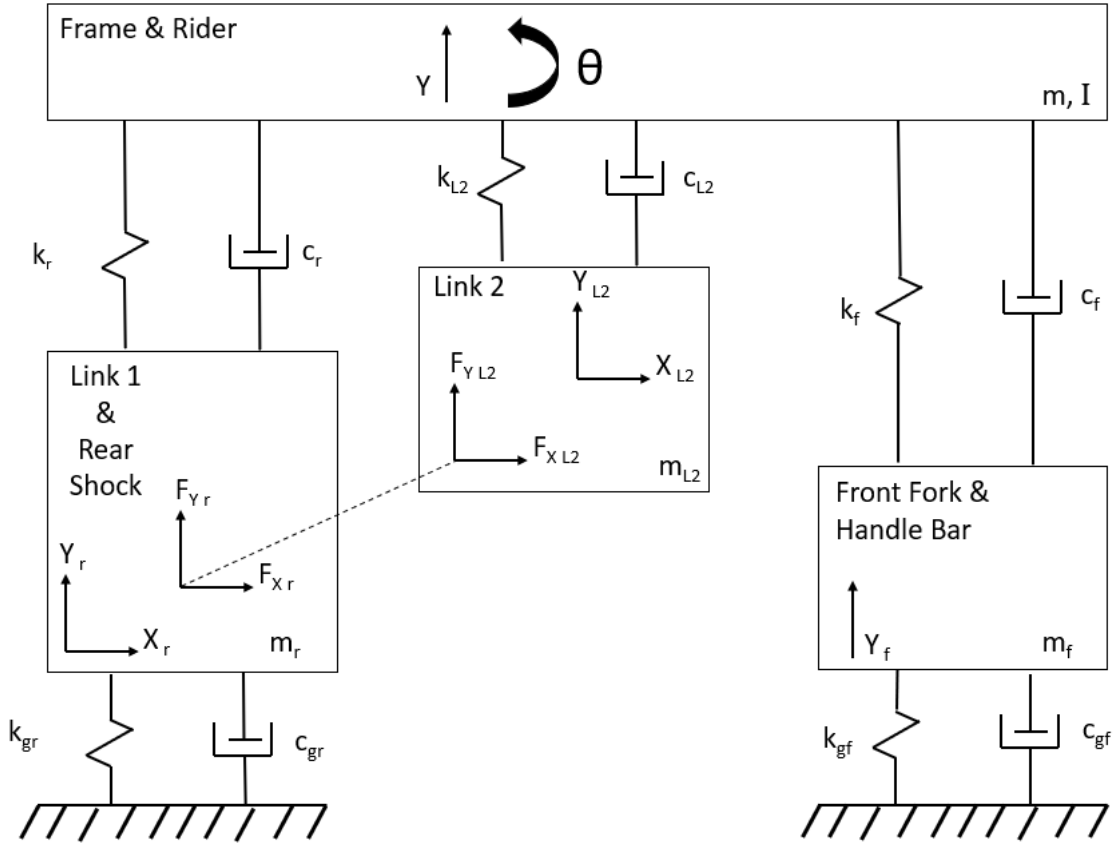 Frame & Rider
Y
θ
m, I
k_r
c_r
k_L2
c_L2
k_f
c_f
Link 2
Y_L2
X_L2
F_Y L2
F_X L2
m_L2
Link 1
&
Rear
Shock
F_Y r
F_X r
Y_r
X_r
m_r
Front Fork &
Handle Bar
Y_f
m_f
k_gr
c_gr
k_gf
c_gf